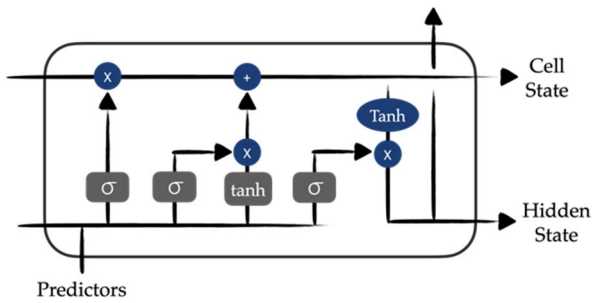 X
+
Cell
State
Tanh
X
X
σ
σ
tanh
σ
Hidden
State
Predictors